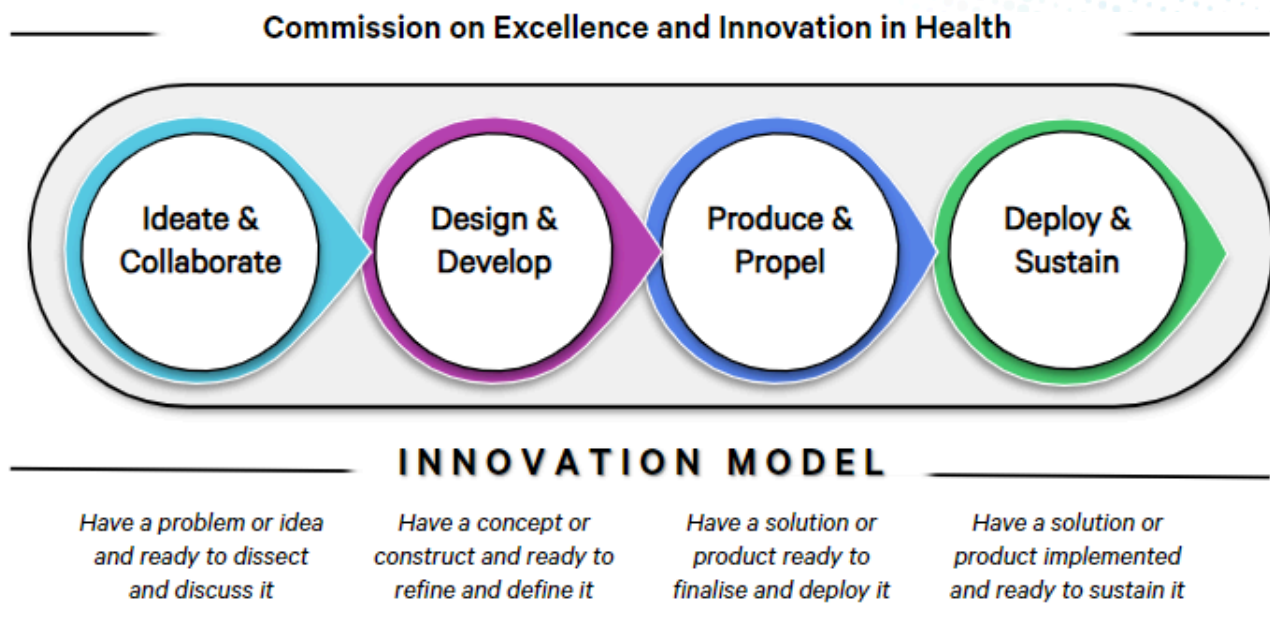 Commission on Excellence and Innovation in Health
Ideate &
Collaborate
Design &
Develop
Produce &
Propel
Deploy &
Sustain
INNOVATION MODEL
Have a problem or idea
and ready to dissect
and discuss it
Have a concept or
construct and ready to
refine and define it
Have a solution or
product ready to
finalise and deploy it
Have a solution or
product implemented
and ready to sustain it